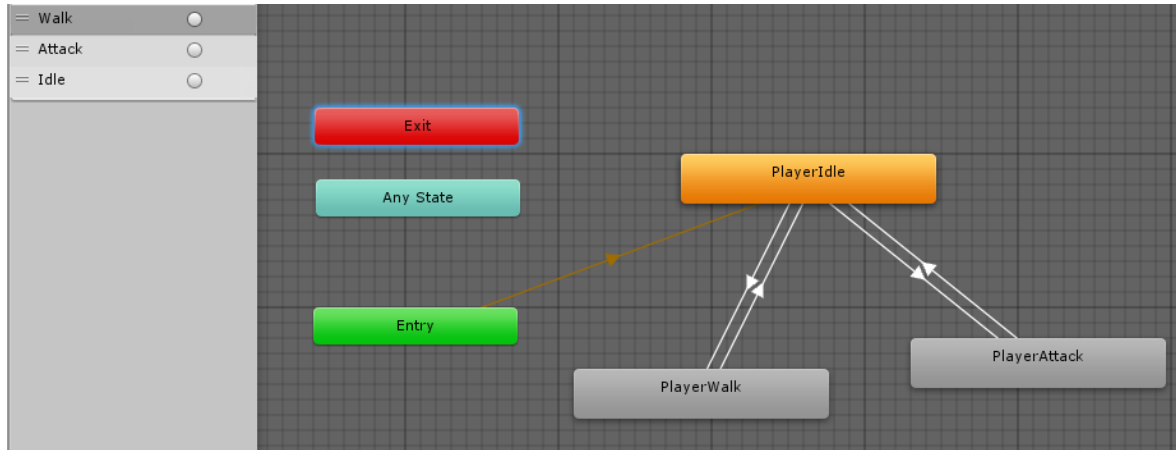 Walk
Attack
Idle
Exit
Any State
Entry
PlayerIdle
PlayerWalk
PlayerAttack